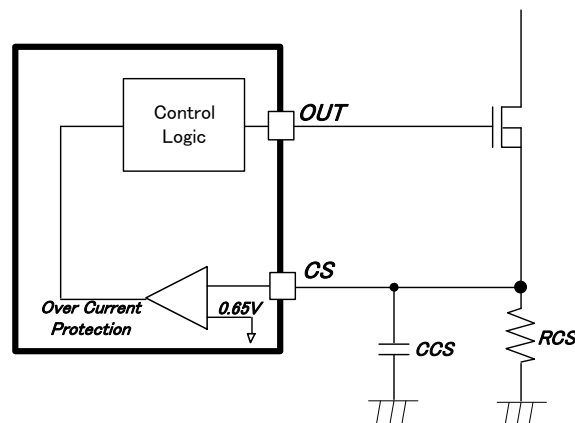 Control
Logic
OUT
CS
0.65V
Over Current
Protection
CCS
RCS